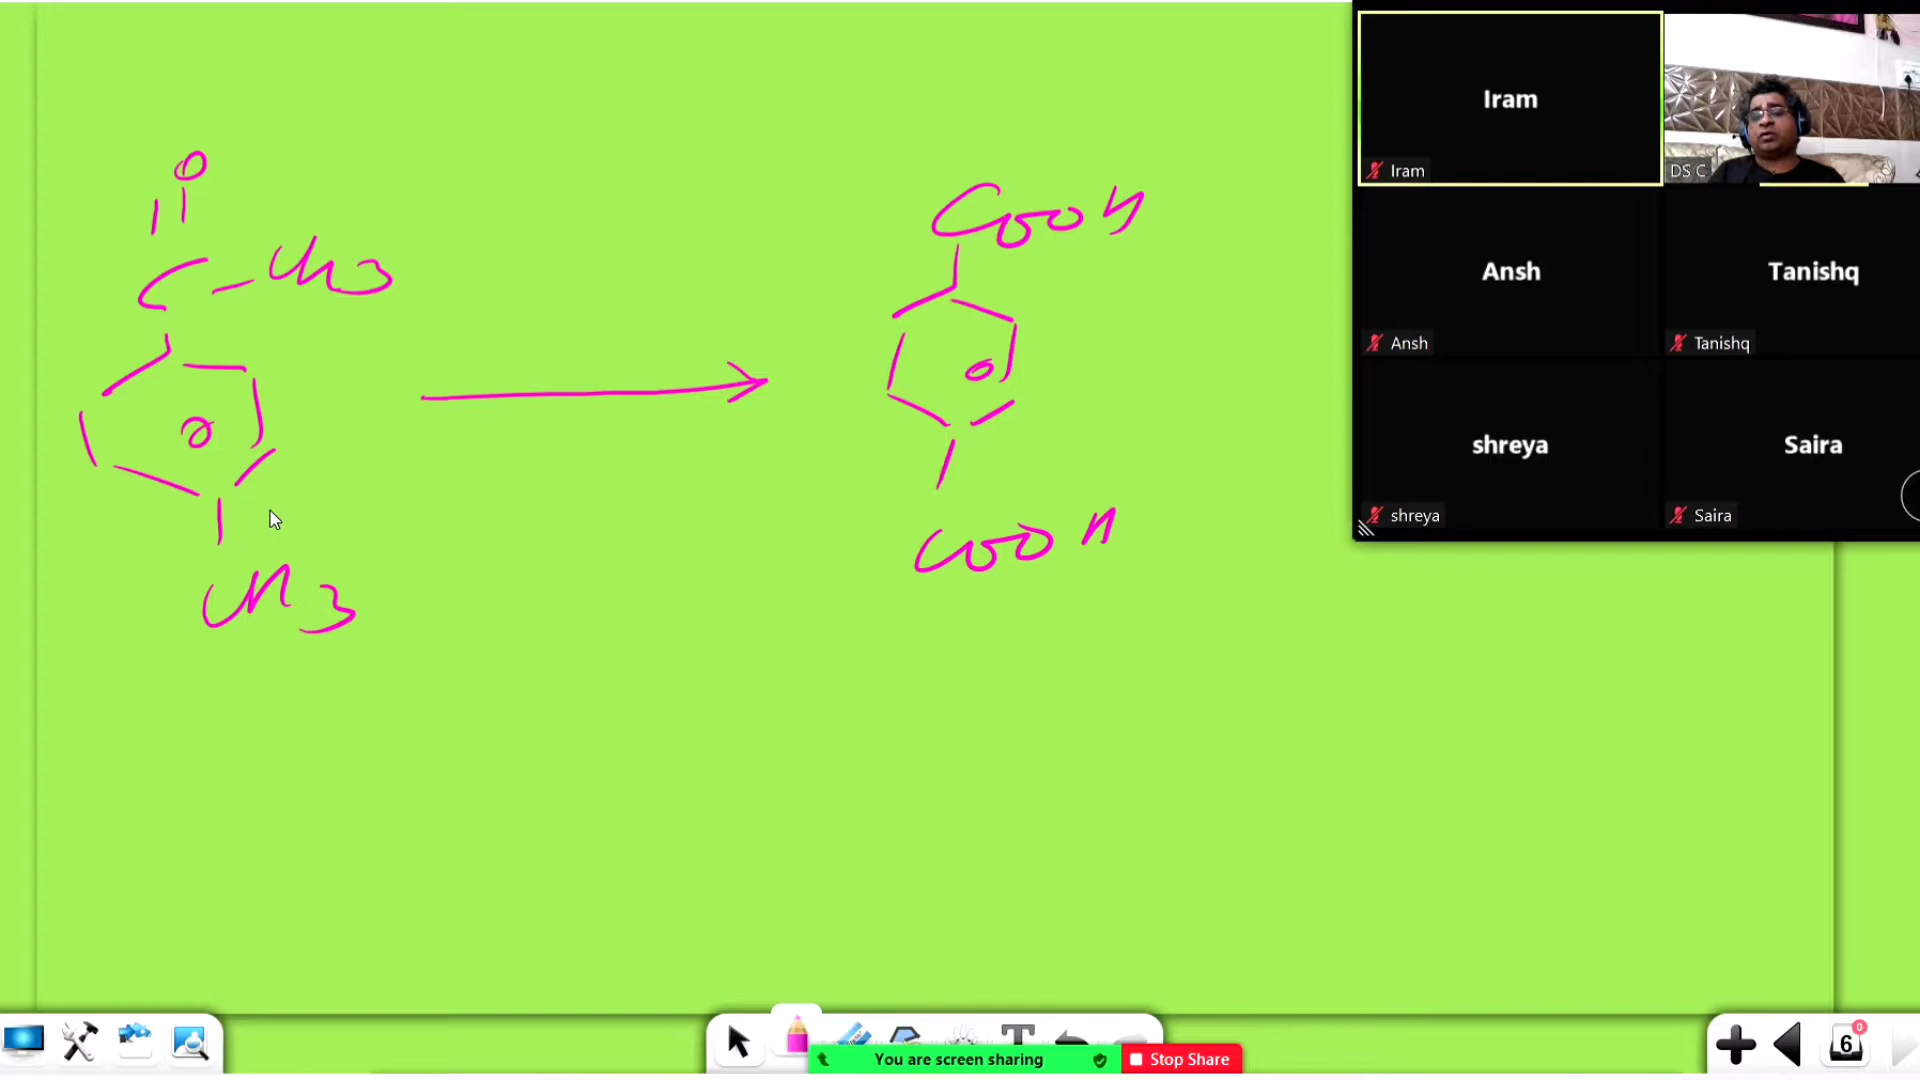 O
C - CH3
CH3
COOH
COOH
Iram
Iram
DS C
Ansh
Tanishq
Ansh
Tanishq
shreya
Saira
shreya
Saira
T
You are screen sharing
Stop Share
6
0